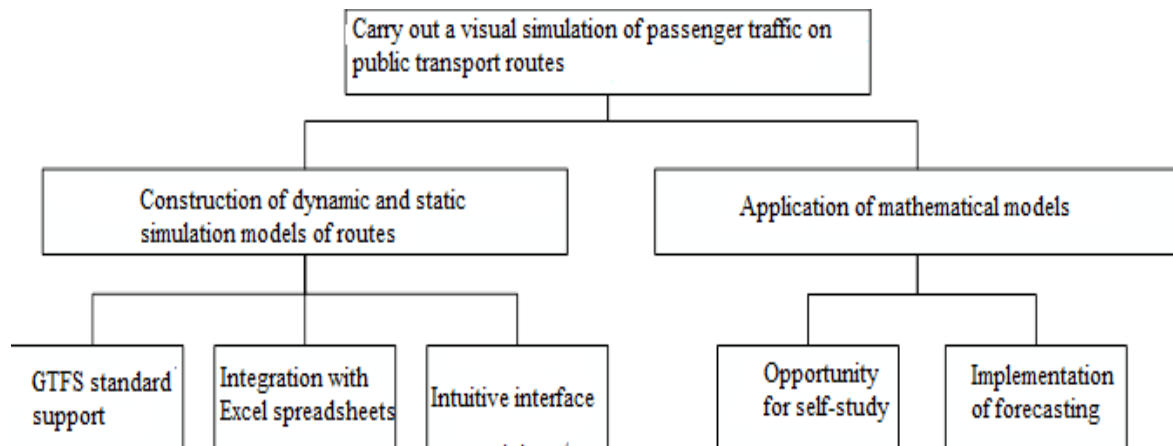 Carry out a visual simulation of passenger traffic on
public transport routes
Construction of dynamic and static
simulation models of routes
Application of mathematical models
GTFS standard
support
Integration with
Excel spreadsheets
Intuitive interface
Opportunity
for self-study
Implementation
of forecasting